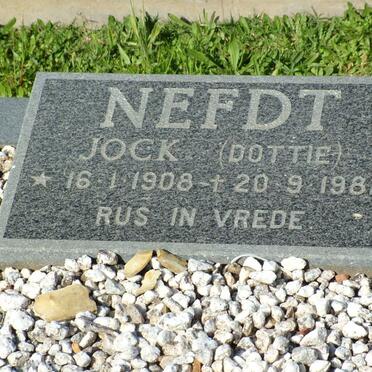 NEFDT
JOCK (DOTTIE)
★ 16·1·1908 - † 20·9·198
RUS IN VREDE